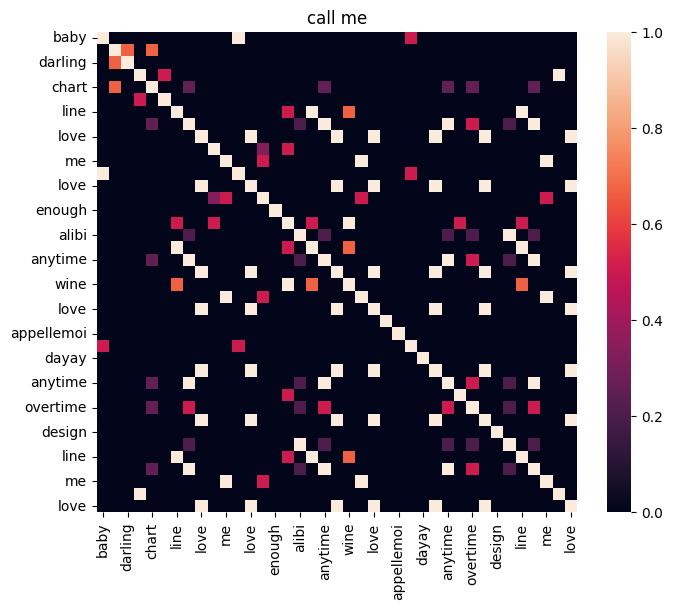 call me
baby
darling
chart
line
love
me
love
enough
alibi
anytime
wine
love
appellemoi
dayay
anytime
overtime
design
line
me
love
1.0
0.8
0.6
0.4
0.2
0.0
baby
darling
chart
line
love
me
love
enough
alibi
anytime
wine
love
appellemoi
dayay
anytime
overtime
design
line
me
love